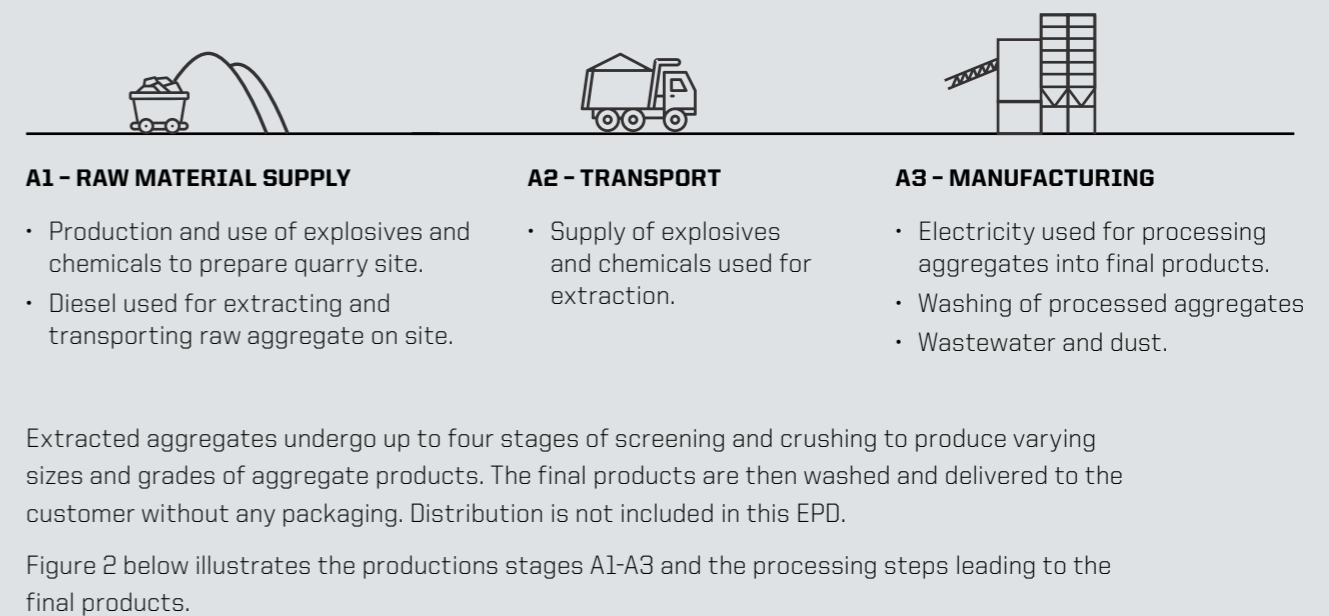 A1 – RAW MATERIAL SUPPLY
• Production and use of explosives and
chemicals to prepare quarry site.
• Diesel used for extracting and
transporting raw aggregate on site.
A2 – TRANSPORT
• Supply of explosives
and chemicals used for
extraction.
A3 – MANUFACTURING
• Electricity used for processing
aggregates into final products.
• Washing of processed aggregates
• Wastewater and dust.
Extracted aggregates undergo up to four stages of screening and crushing to produce varying
sizes and grades of aggregate products. The final products are then washed and delivered to the
customer without any packaging. Distribution is not included in this EPD.
Figure 2 below illustrates the productions stages A1-A3 and the processing steps leading to the
final products.